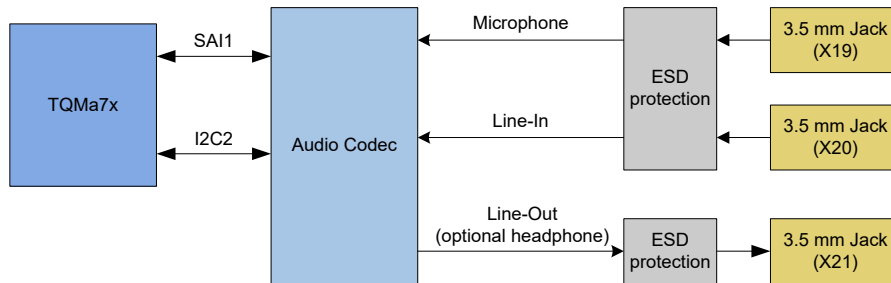 Microphone
3.5 mm Jack
(X19)
SAI1
TQMa7x
ESD
protection
Line-In
3.5 mm Jack
(X20)
I2C2
Audio Codec
Line-Out
(optional headphone)
ESD
protection
3.5 mm Jack
(X21)